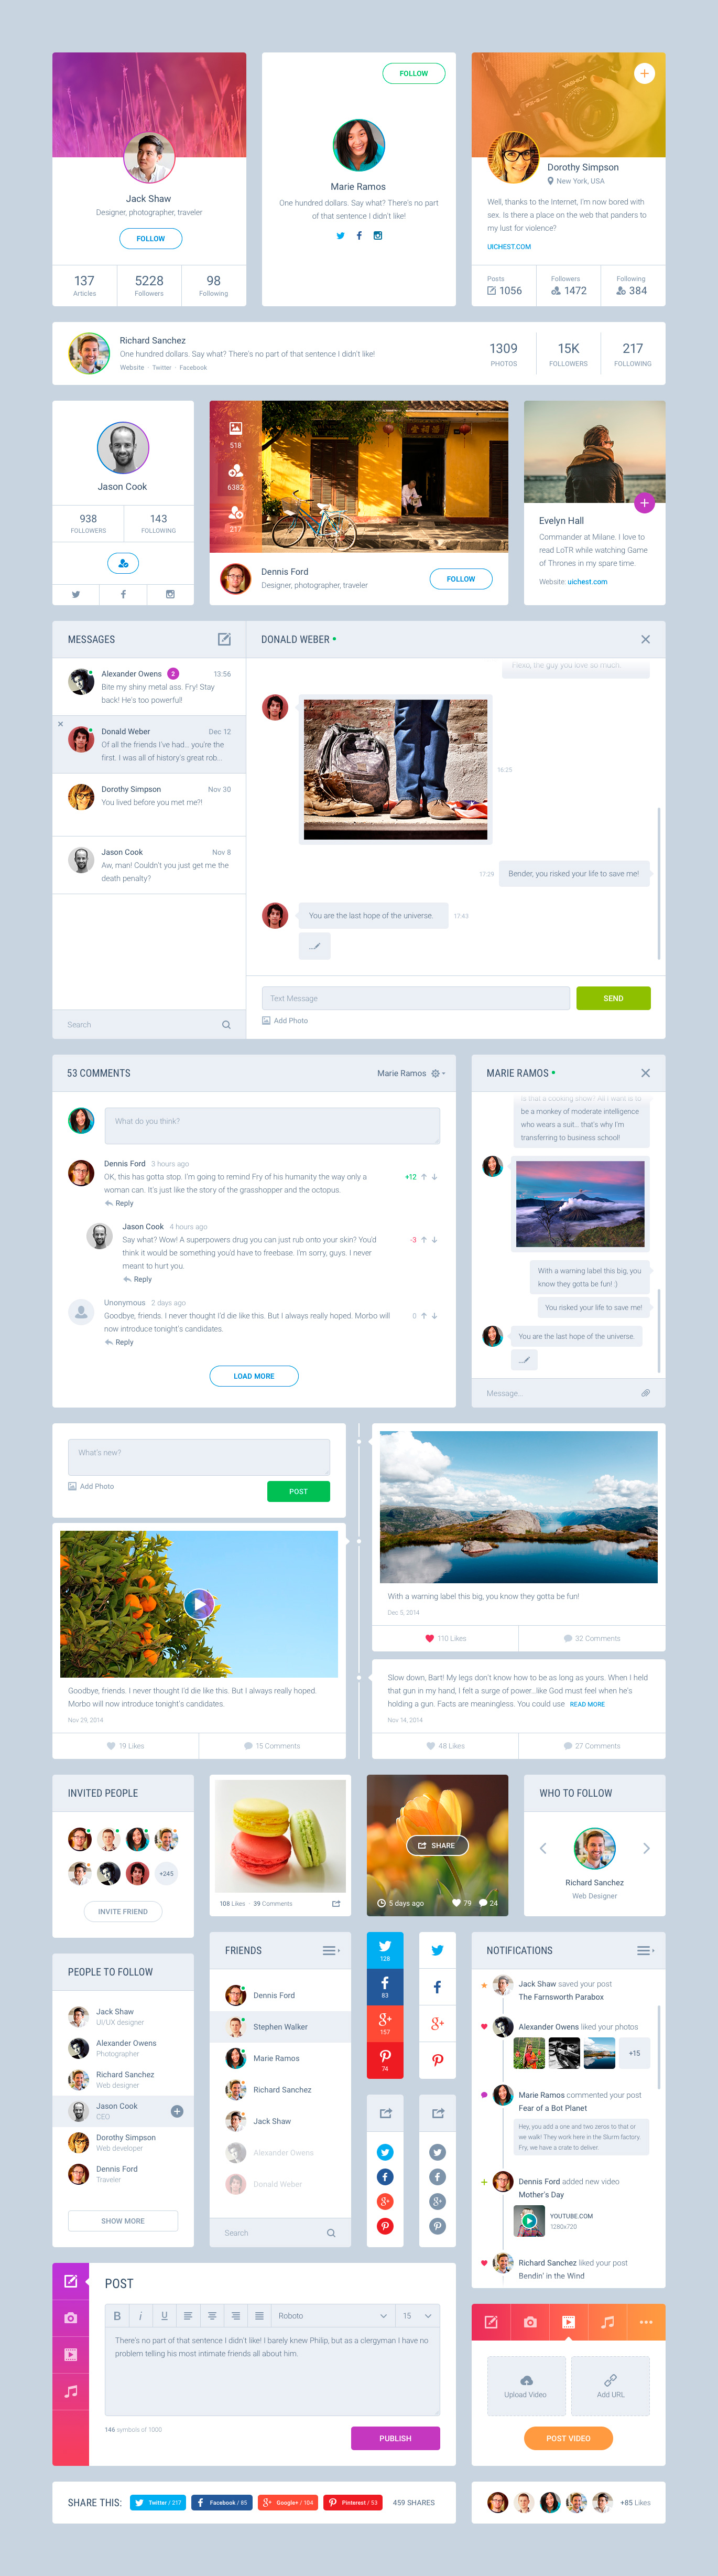 Jack Shaw
Designer, photographer, traveler
FOLLOW
137
Articles
5228
Followers
98
Following
FOLLOW
Marie Ramos
One hundred dollars. Say what? There's no part
of that sentence I didn't like!
Dorothy Simpson
New York, USA
Well, thanks to the Internet, I'm now bored with
sex. Is there a place on the web that panders to
my lust for violence?
UICHEST.COM
Posts
1056
Followers
1472
Following
384
Richard Sanchez
One hundred dollars. Say what? There's no part of that sentence I didn't like!
Website · Twitter · Facebook
1309
PHOTOS
15K
FOLLOWERS
217
FOLLOWING
Jason Cook
938
FOLLOWERS
143
FOLLOWING
518
6382
217
Dennis Ford
Designer, photographer, traveler
FOLLOW
Evelyn Hall
Commander at Milane. I love to
read LoTR while watching Game
of Thrones in my spare time.
Website: uichest.com
MESSAGES
Alexander Owens 2 13:56
Bite my shiny metal ass. Fry! Stay
back! He's too powerful!
Donald Weber Dec 12
Of all the friends I've had... you're the
first. I was all of history's great rob...
Dorothy Simpson Nov 30
You lived before you met me?!
Jason Cook Nov 8
Aw, man! Couldn't you just get me the
death penalty?
Search
DONALD WEBER
Flexo, the guy you love so much.
16:25
17:29 Bender, you risked your life to save me!
You are the last hope of the universe. 17:43
Text Message
SEND
Add Photo
53 COMMENTS
Marie Ramos
What do you think?
Dennis Ford 3 hours ago
OK, this has gotta stop. I'm going to remind Fry of his humanity the way only a
woman can. It's just like the story of the grasshopper and the octopus.
+12
Reply
Jason Cook 4 hours ago
Say what? Wow! A superpowers drug you can just rub onto your skin? You'd
think it would be something you'd have to freebase. I'm sorry, guys. I never
meant to hurt you.
-3
Reply
Unonymous 2 days ago
Goodbye, friends. I never thought I'd die like this. But I always really hoped. Morbo will
now introduce tonight's candidates.
0
Reply
LOAD MORE
MARIE RAMOS
Is that a cooking show? All I want is to
be a monkey of moderate intelligence
who wears a suit... that's why I'm
transferring to business school!
With a warning label this big, you
know they gotta be fun! :)
You risked your life to save me!
You are the last hope of the universe.
Message...
What's new?
Add Photo
POST
Goodbye, friends. I never thought I'd die like this. But I always really hoped.
Morbo will now introduce tonight's candidates.
Nov 29, 2014
19 Likes
15 Comments
With a warning label this big, you know they gotta be fun!
Dec 5, 2014
110 Likes
32 Comments
Slow down, Bart! My legs don't know how to be as long as yours. When I held
that gun in my hand, I felt a surge of power...like God must feel when he's
holding a gun. Facts are meaningless. You could use READ MORE
Nov 14, 2014
48 Likes
27 Comments
INVITED PEOPLE
+245
INVITE FRIEND
108 Likes · 39 Comments
SHARE
5 days ago
79
24
WHO TO FOLLOW
Richard Sanchez
Web Designer
PEOPLE TO FOLLOW
Jack Shaw
UI/UX designer
Alexander Owens
Photographer
Richard Sanchez
Web designer
Jason Cook
CEO
Dorothy Simpson
Web developer
Dennis Ford
Traveler
SHOW MORE
FRIENDS
Dennis Ford
Stephen Walker
Marie Ramos
Richard Sanchez
Jack Shaw
Alexander Owens
Donald Weber
Search
128
83
157
74
NOTIFICATIONS
Jack Shaw saved your post
The Farnsworth Parabox
Alexander Owens liked your photos
+15
Marie Ramos commented your post
Fear of a Bot Planet
Hey, you add a one and two zeros to that or
we walk! They work here in the Slurm factory.
Fry, we have a crate to deliver.
Dennis Ford added new video
Mother's Day
YOUTUBE.COM
1280x720
Richard Sanchez liked your post
Bendin' in the Wind
POST
B i U Roboto 15
There's no part of that sentence I didn't like! I barely knew Philip, but as a clergyman I have no
problem telling his most intimate friends all about him.
146 symbols of 1000
PUBLISH
Upload Video
Add URL
POST VIDEO
SHARE THIS:
Twitter / 217
Facebook / 85
Google+ / 104
Pinterest / 53
459 SHARES
+85 Likes